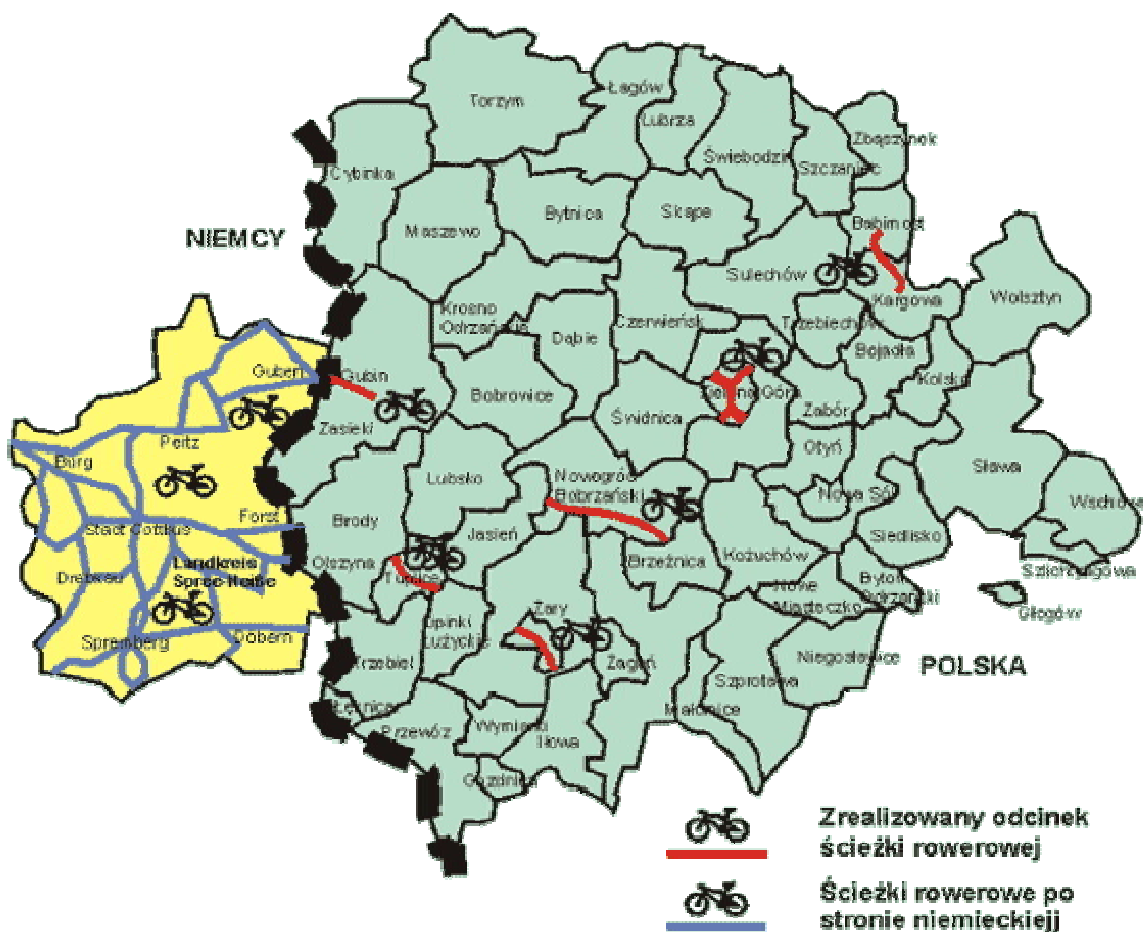 Torzym
Łagów
Lubrza
Zbąszynek
Świebodzin
Szczaniec
Cybinka
Bytnica
Skąpe
Babimost
Maszewo
NIEMCY
Sulechów
Kargowa
Wolsztyn
Krosno
Odrzańskie
Czerwieńsk
Trzebiechów
Dąbie
Bojadła
Guben
Gubin
Kolsko
Zielona Góra
Bobrowice
Zabór
Świdnica
Zasieki
Peitz
Otyń
Burg
Sława
Lubsko
Nowogród
Bobrzański
Nowa Sól
Wschowa
Forst
Brody
Stadt Cottbus
Jasień
Siedlisko
Kożuchów
Olszyna
Brzeźnica
Landkreis
Spree-Neiße
Drebkau
Tuplice
Szlichtyngowa
Nowe
Miasteczko
Bytom
Odrzański
Głogów
Żary
Lipinki
Łużyckie
Spremberg
Döbern
Trzebiel
Żagań
Niegosławice
POLSKA
Szprotawa
Łęknica
Małomice
Przewóz
Wymiarki
Iłowa
Gozdnica
Zrealizowany odcinek
ścieżki rowerowej
Ścieżki rowerowe po
stronie niemieckiejj